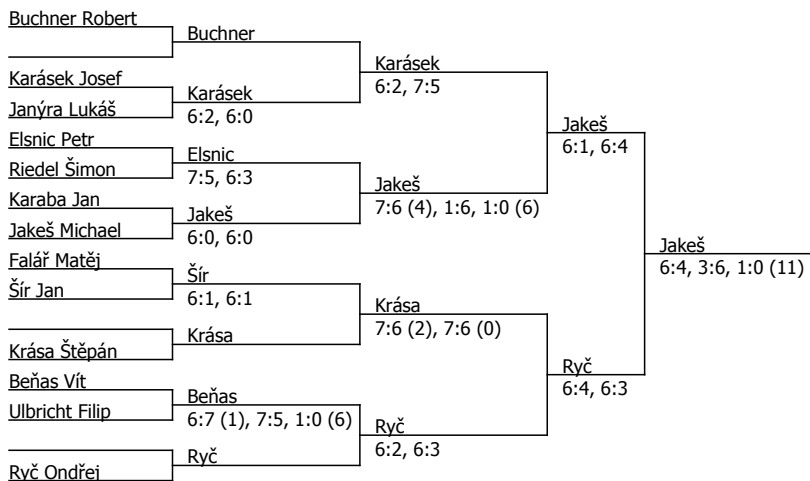 Buchner Robert
Karásek Josef
Janýra Lukáš
Elsnic Petr
Riedel Šimon
Karaba Jan
Jakeš Michael
Falář Matěj
Šír Jan
Krása Štěpán
Beňas Vít
Ulbricht Filip
Ryč Ondřej
Buchner
Karásek
6:2, 6:0
Elsnic
7:5, 6:3
Jakeš
6:0, 6:0
Šír
6:1, 6:1
Krása
Beňas
6:7 (1), 7:5, 1:0 (6)
Ryč
Karásek
6:2, 7:5
Jakeš
7:6 (4), 1:6, 1:0 (6)
Krása
7:6 (2), 7:6 (0)
Ryč
6:2, 6:3
Jakeš
6:1, 6:4
Ryč
6:4, 6:3
Jakeš
6:4, 3:6, 1:0 (11)